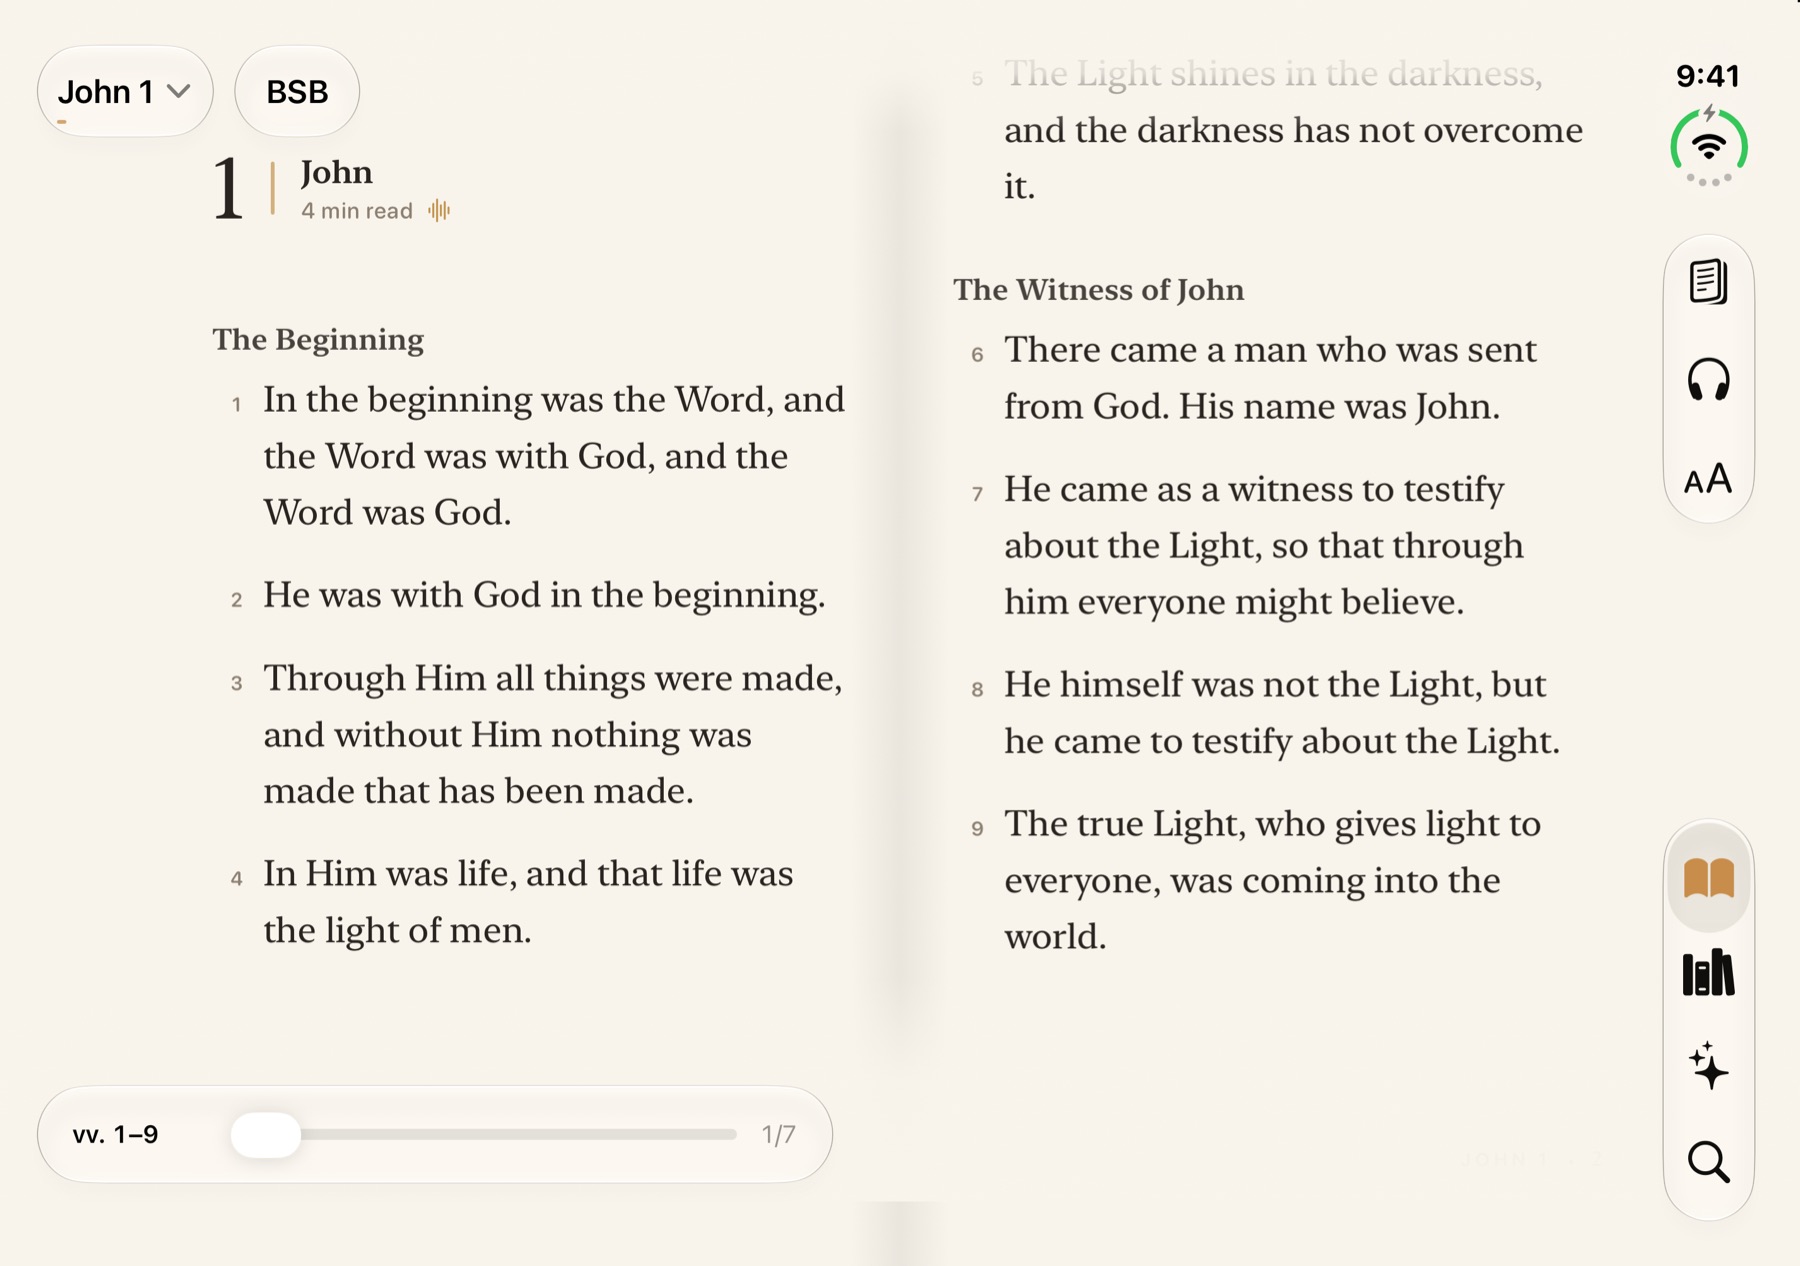 John 1
BSB
1
John
4 min read
The Beginning
1 In the beginning was the Word, and
the Word was with God, and the
Word was God.
2 He was with God in the beginning.
3 Through Him all things were made,
and without Him nothing was
made that has been made.
4 In Him was life, and that life was
the light of men.
vv. 1–9
1/7
5 The Light shines in the darkness,
and the darkness has not overcome
it.
The Witness of John
6 There came a man who was sent
from God. His name was John.
7 He came as a witness to testify
about the Light, so that through
him everyone might believe.
8 He himself was not the Light, but
he came to testify about the Light.
9 The true Light, who gives light to
everyone, was coming into the
world.
JOHN 1
9:41
AA